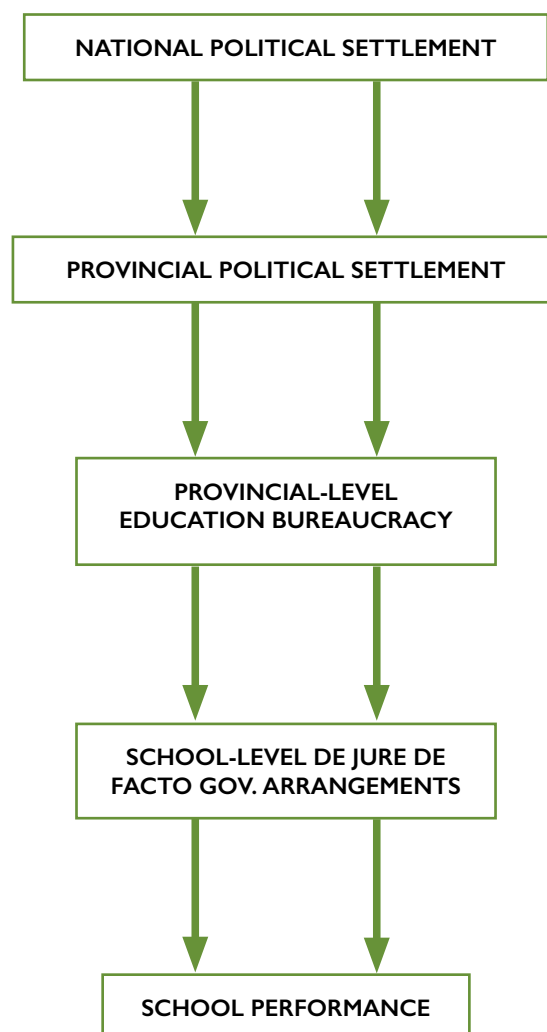 NATIONAL POLITICAL SETTLEMENT
PROVINCIAL POLITICAL SETTLEMENT
PROVINCIAL-LEVEL
EDUCATION BUREAUCRACY
SCHOOL-LEVEL DE JURE DE
FACTO GOV. ARRANGEMENTS
SCHOOL PERFORMANCE